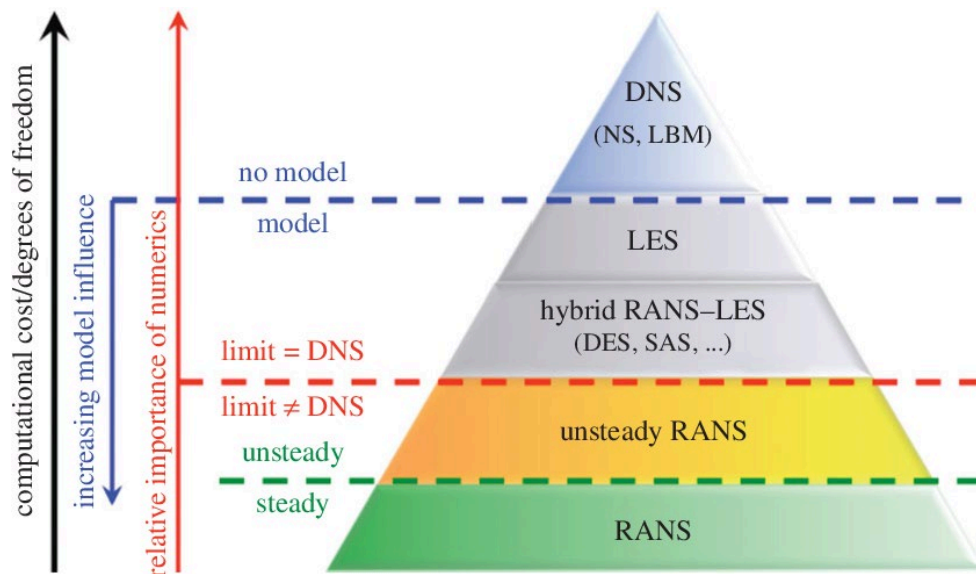 computational cost/degrees of freedom
increasing model influence
relative importance of numerics
no model
model
limit = DNS
limit ≠ DNS
unsteady
steady
DNS
(NS, LBM)
LES
hybrid RANS–LES
(DES, SAS, ...)
unsteady RANS
RANS